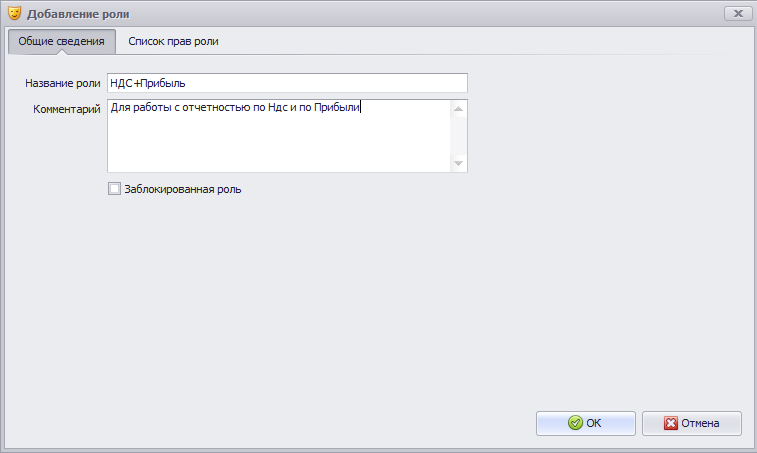 Добавление роли
Общие сведения Список прав роли
Название роли НДС+Прибыль
Комментарий Для работы с отчетностью по Ндс и по Прибыли
Заблокированная роль
OK Отмена